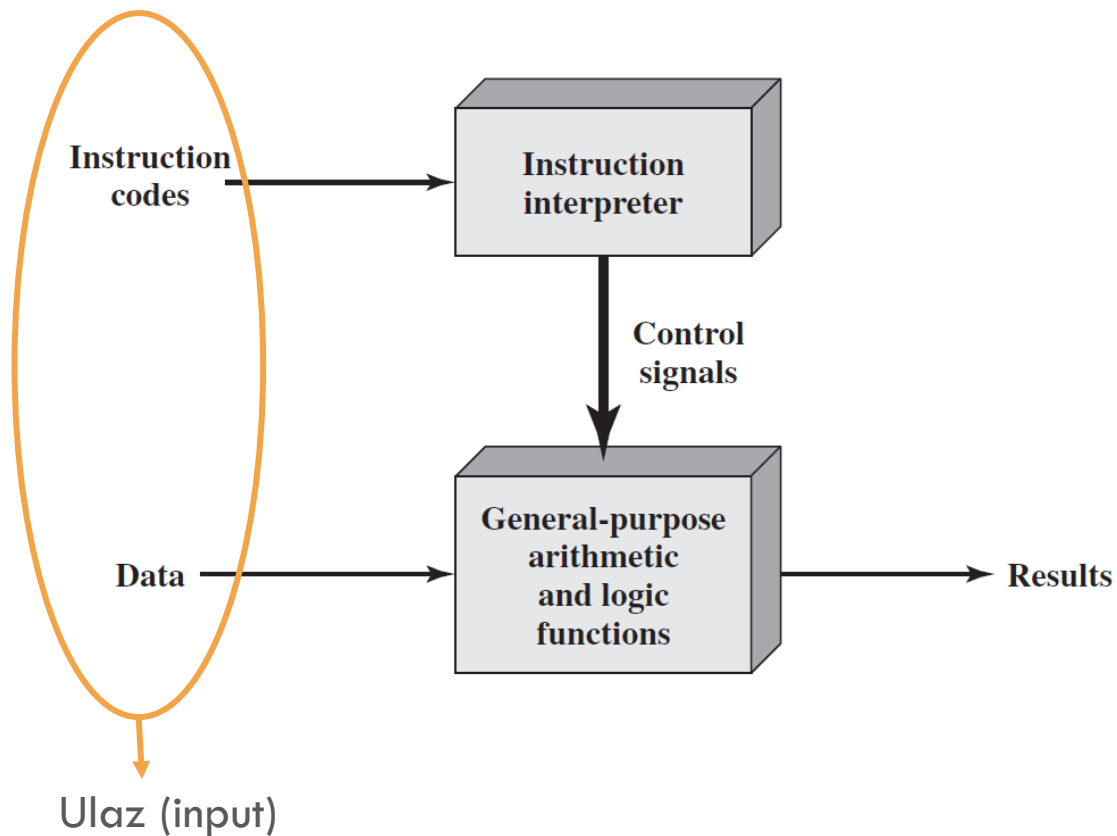 Instruction
codes
Instruction
interpreter
Control
signals
Data
General-purpose
arithmetic
and logic
functions
Results
Ulaz (input)